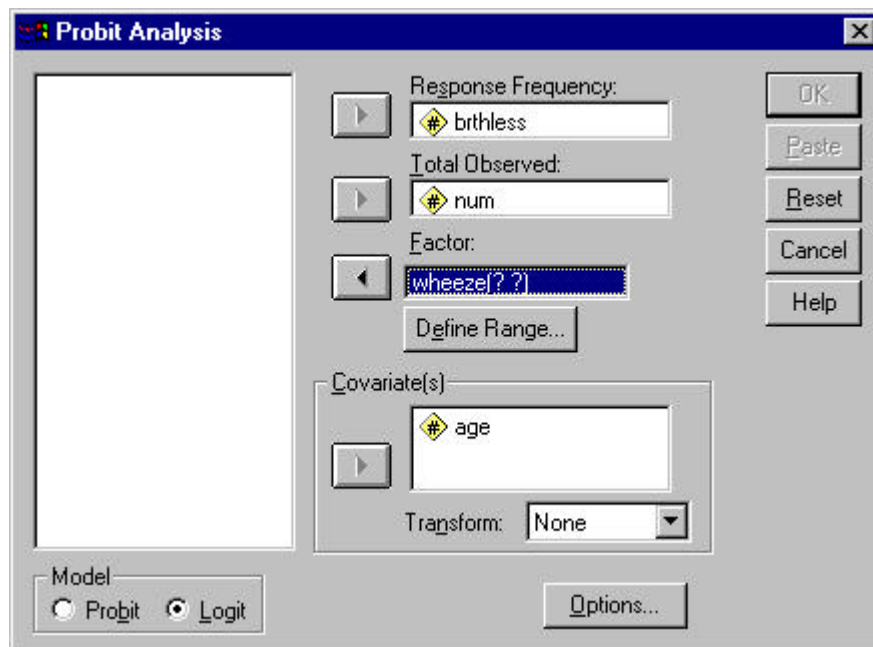 Probit Analysis
Response Frequency:
# brthless
Total Observed:
# num
Factor:
wheeze(? ?)
Define Range...
Covariate(s)
# age
Transform: None
Model
Probit Logit
Options...
OK
Paste
Reset
Cancel
Help